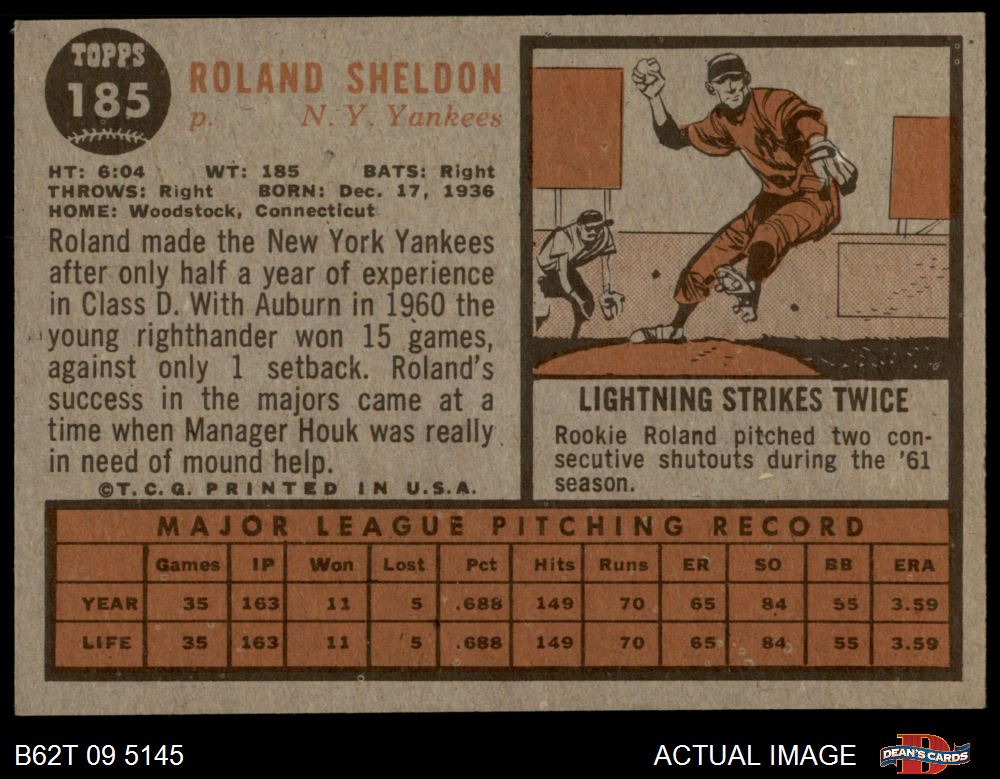 TOPPS
185
ROLAND SHELDON
p. N. Y. Yankees
HT: 6:04 WT: 185 BATS: Right
THROWS: Right BORN: Dec. 17, 1936
HOME: Woodstock, Connecticut
Roland made the New York Yankees
after only half a year of experience
in Class D. With Auburn in 1960 the
young righthander won 15 games,
against only 1 setback. Roland's
success in the majors came at a
time when Manager Houk was really
in need of mound help.
©T. C. G. PRINTED IN U.S.A.
LIGHTNING STRIKES TWICE
Rookie Roland pitched two con-
secutive shutouts during the '61
season.
MAJOR LEAGUE PITCHING RECORD
Games IP Won Lost Pct Hits Runs ER SO BB ERA
YEAR 35 163 11 5 .688 149 70 65 84 55 3.59
LIFE 35 163 11 5 .688 149 70 65 84 55 3.59
B62T 09 5145 ACTUAL IMAGE DEAN'S CARDS